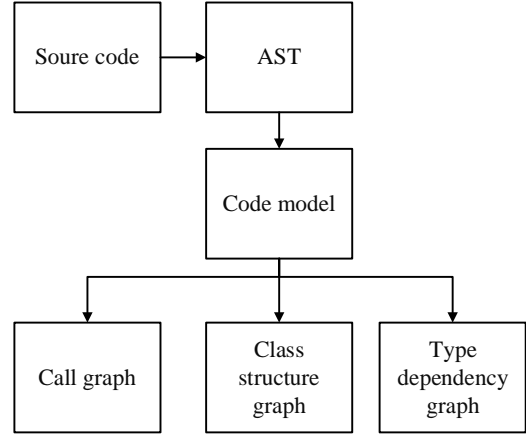 Soure code
AST
Code model
Call graph
Class
structure
graph
Type
dependency
graph